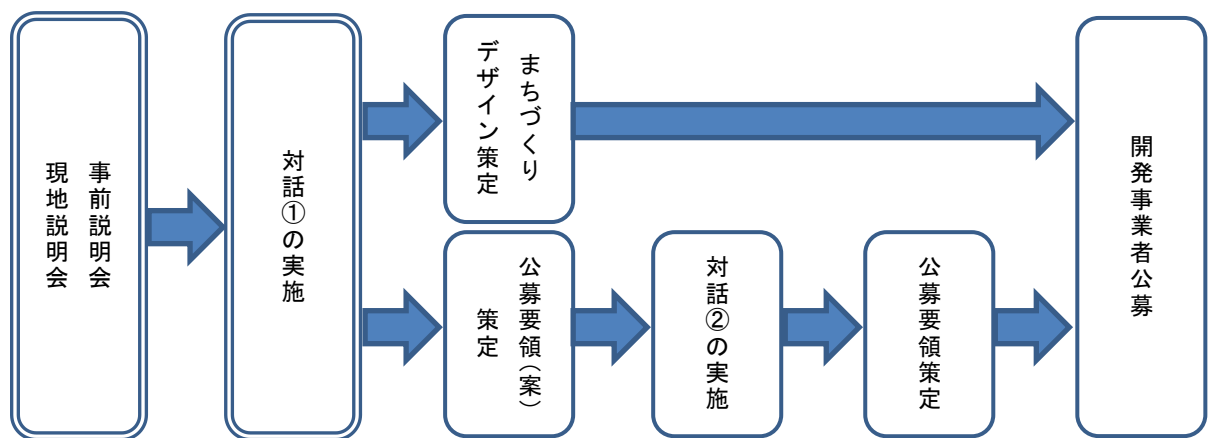 事前説明会
現地説明会
対話①の実施
まちづくり
デザイン策定
公募要領（案）
策定
対話②の実施
公募要領策定
開発事業者公募